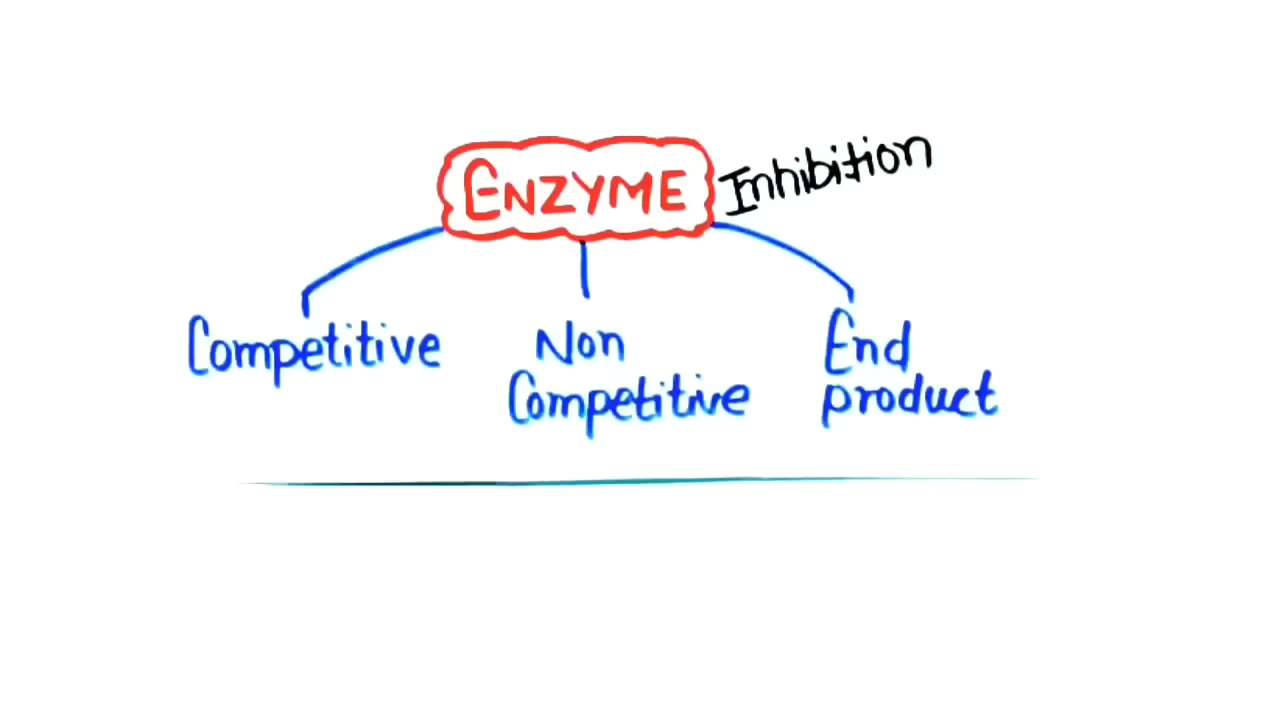 ENZYME Inhibition
Competitive
Non
Competitive
End
product